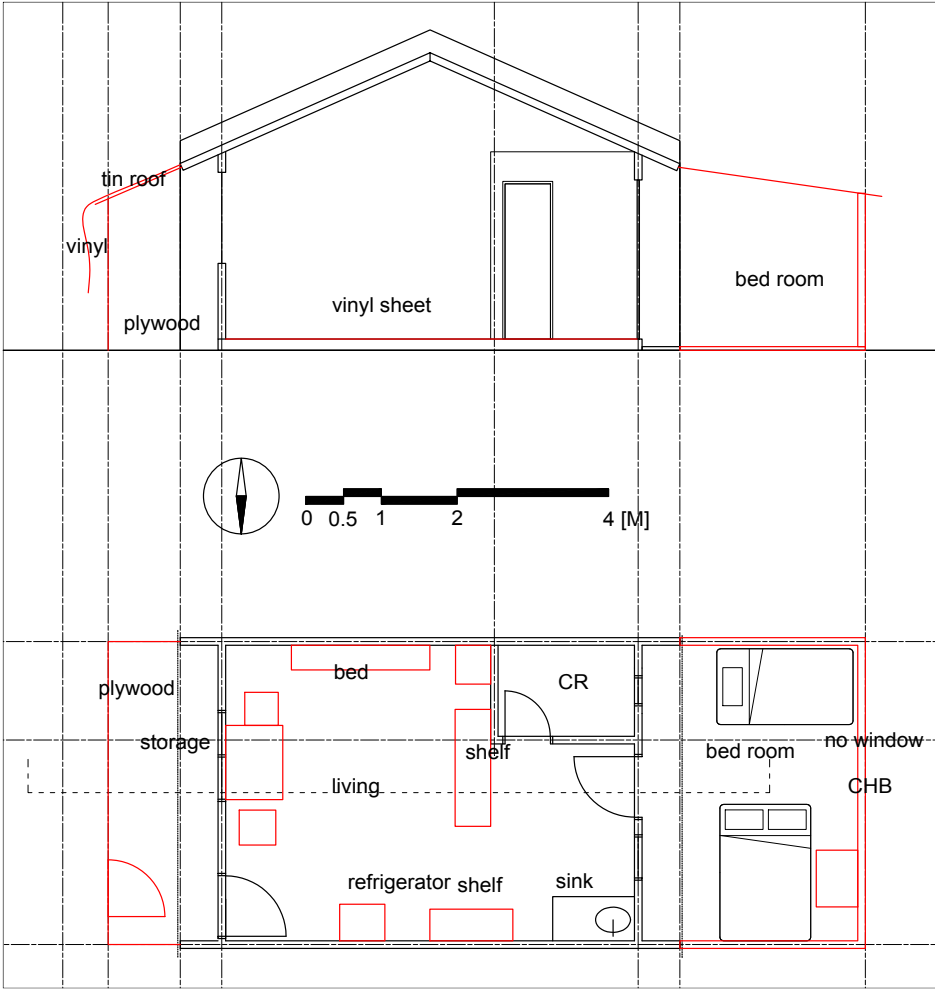 tin roof
vinyl
bed room
vinyl sheet
plywood
0 0.5 1 2 4 [M]
bed
CR
plywood
storage
shelf
bed room
no window
living
CHB
refrigerator
shelf
sink